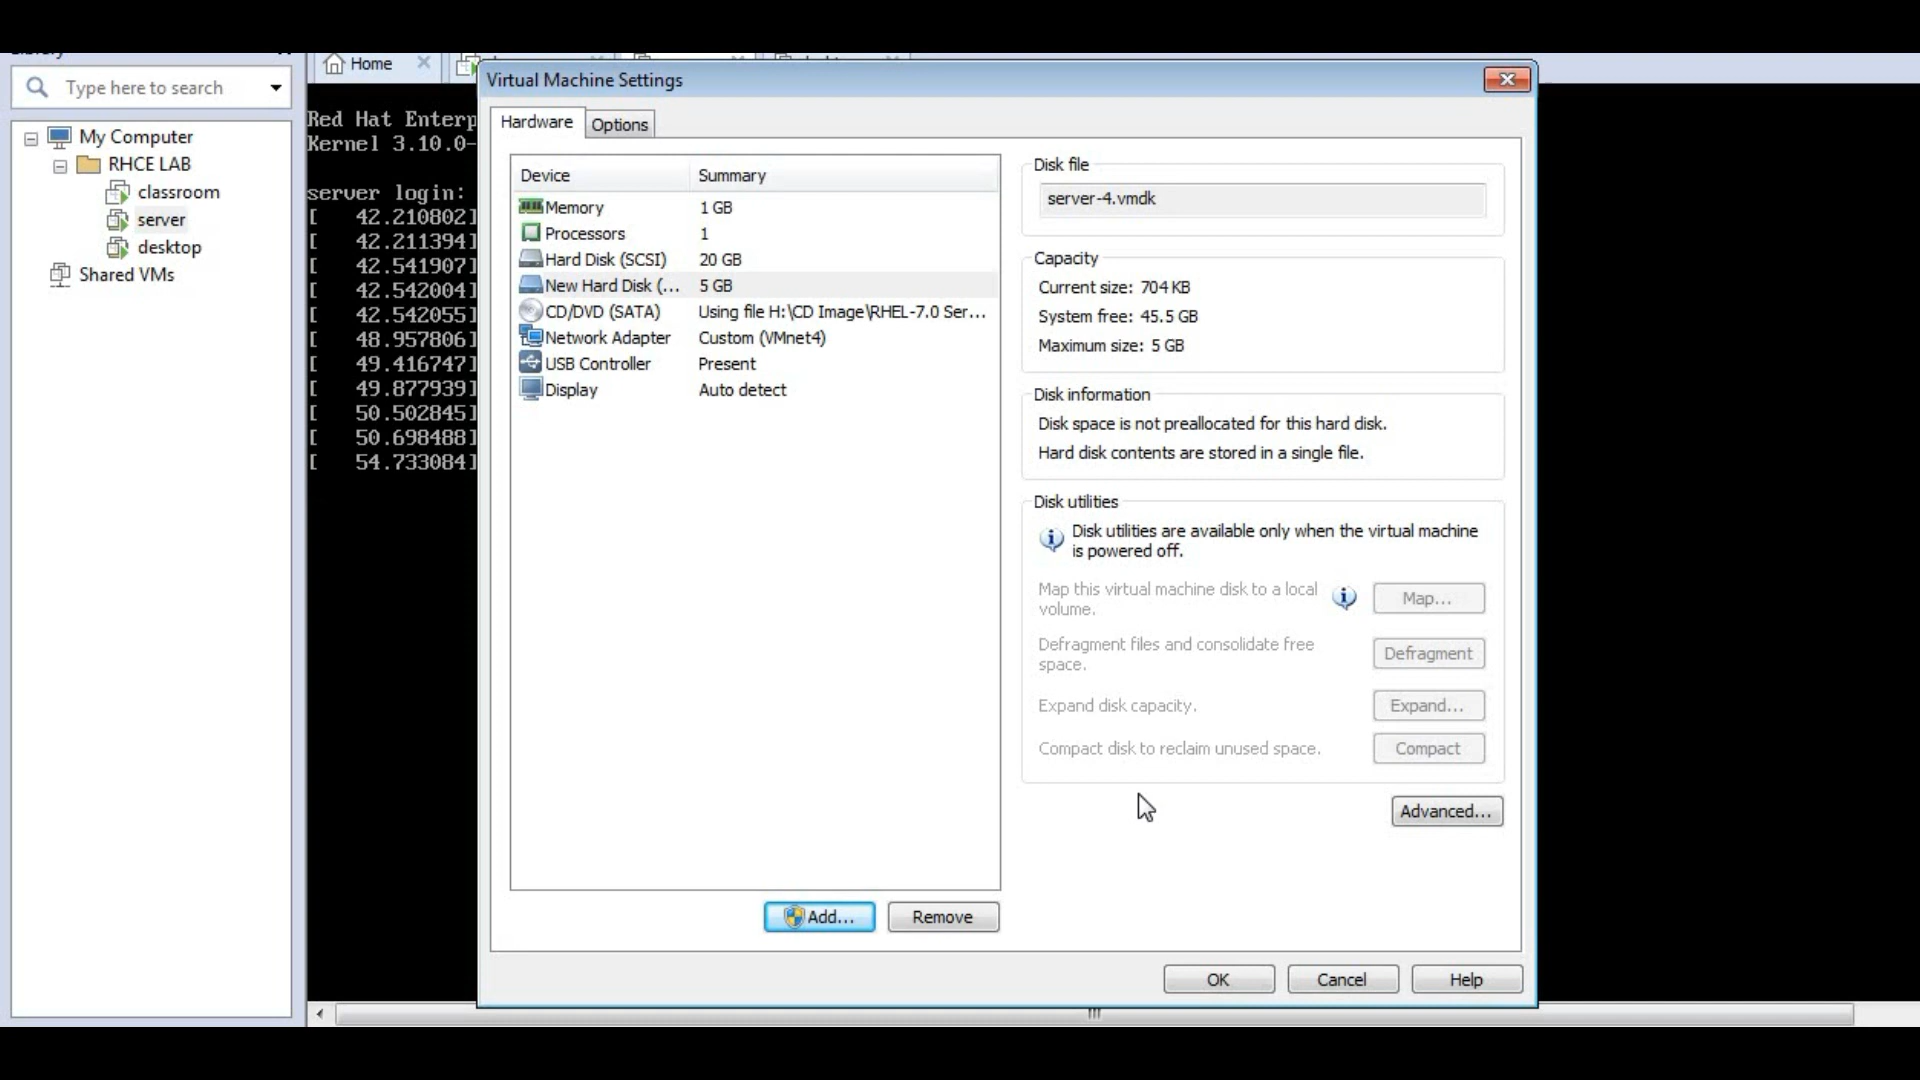 Home
Virtual Machine Settings
Type here to search
My Computer
RHCE LAB
classroom
server
desktop
Shared VMs
Red Hat Enterp
Kernel 3.10.0-
server login:
[ 42.210802]
[ 42.211394]
[ 42.541907]
[ 42.542004]
[ 42.542055]
[ 48.957806]
[ 49.416747]
[ 49.877939]
[ 50.502845]
[ 50.698488]
[ 54.733084]
Hardware
Options
Device Summary
Memory 1 GB
Processors 1
Hard Disk (SCSI) 20 GB
New Hard Disk (... 5 GB
CD/DVD (SATA) Using file H:\CD Image\RHEL-7.0 Ser...
Network Adapter Custom (VMnet4)
USB Controller Present
Display Auto detect
Add...
Remove
Disk file
server-4.vmdk
Capacity
Current size: 704 KB
System free: 45.5 GB
Maximum size: 5 GB
Disk information
Disk space is not preallocated for this hard disk.
Hard disk contents are stored in a single file.
Disk utilities
Disk utilities are available only when the virtual machine
is powered off.
Map this virtual machine disk to a local
volume.
Map...
Defragment files and consolidate free
space.
Defragment
Expand disk capacity.
Expand...
Compact disk to reclaim unused space.
Compact
Advanced...
OK
Cancel
Help